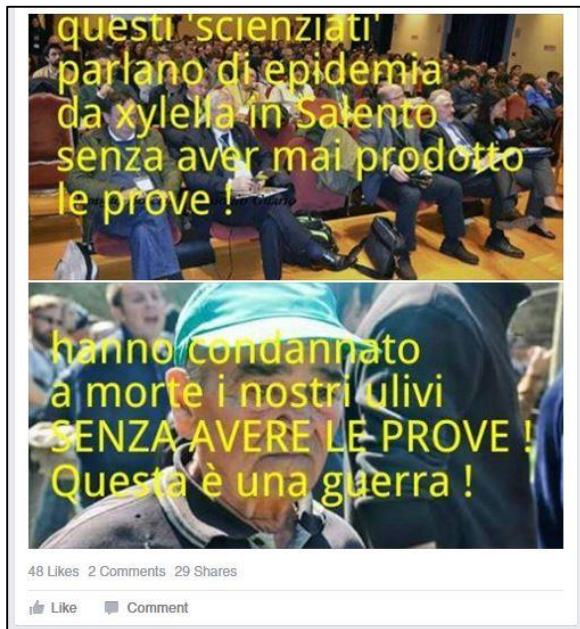 questi 'scienziati'
parlano di epidemia
da xylella in Salento
senza aver mai prodotto
le prove !
hanno condannato
a morte i nostri ulivi
SENZA AVERE LE PROVE !
Questa è una guerra !
48 Likes 2 Comments 29 Shares
Like Comment